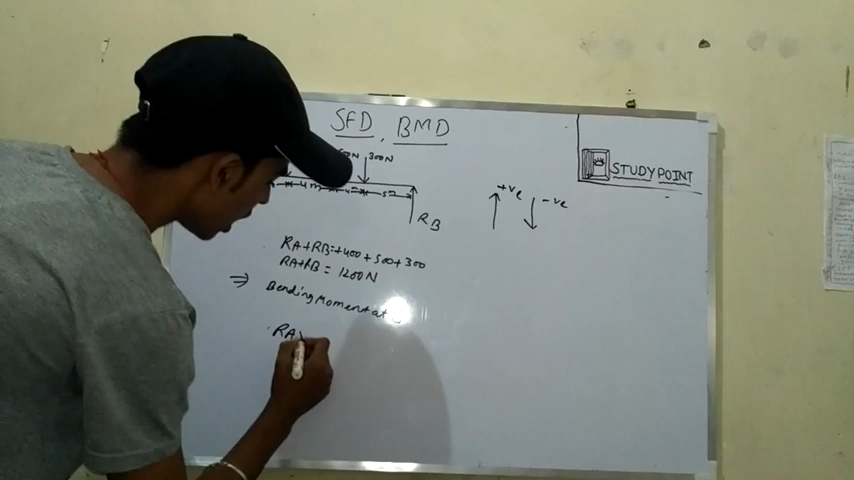 SFD, BMD
STUDY POINT
300N
4m
RB
+ve
-ve
RA+RB=+400+500+300
RA+RB = 1200N
⇒ Bending Moment at
RA